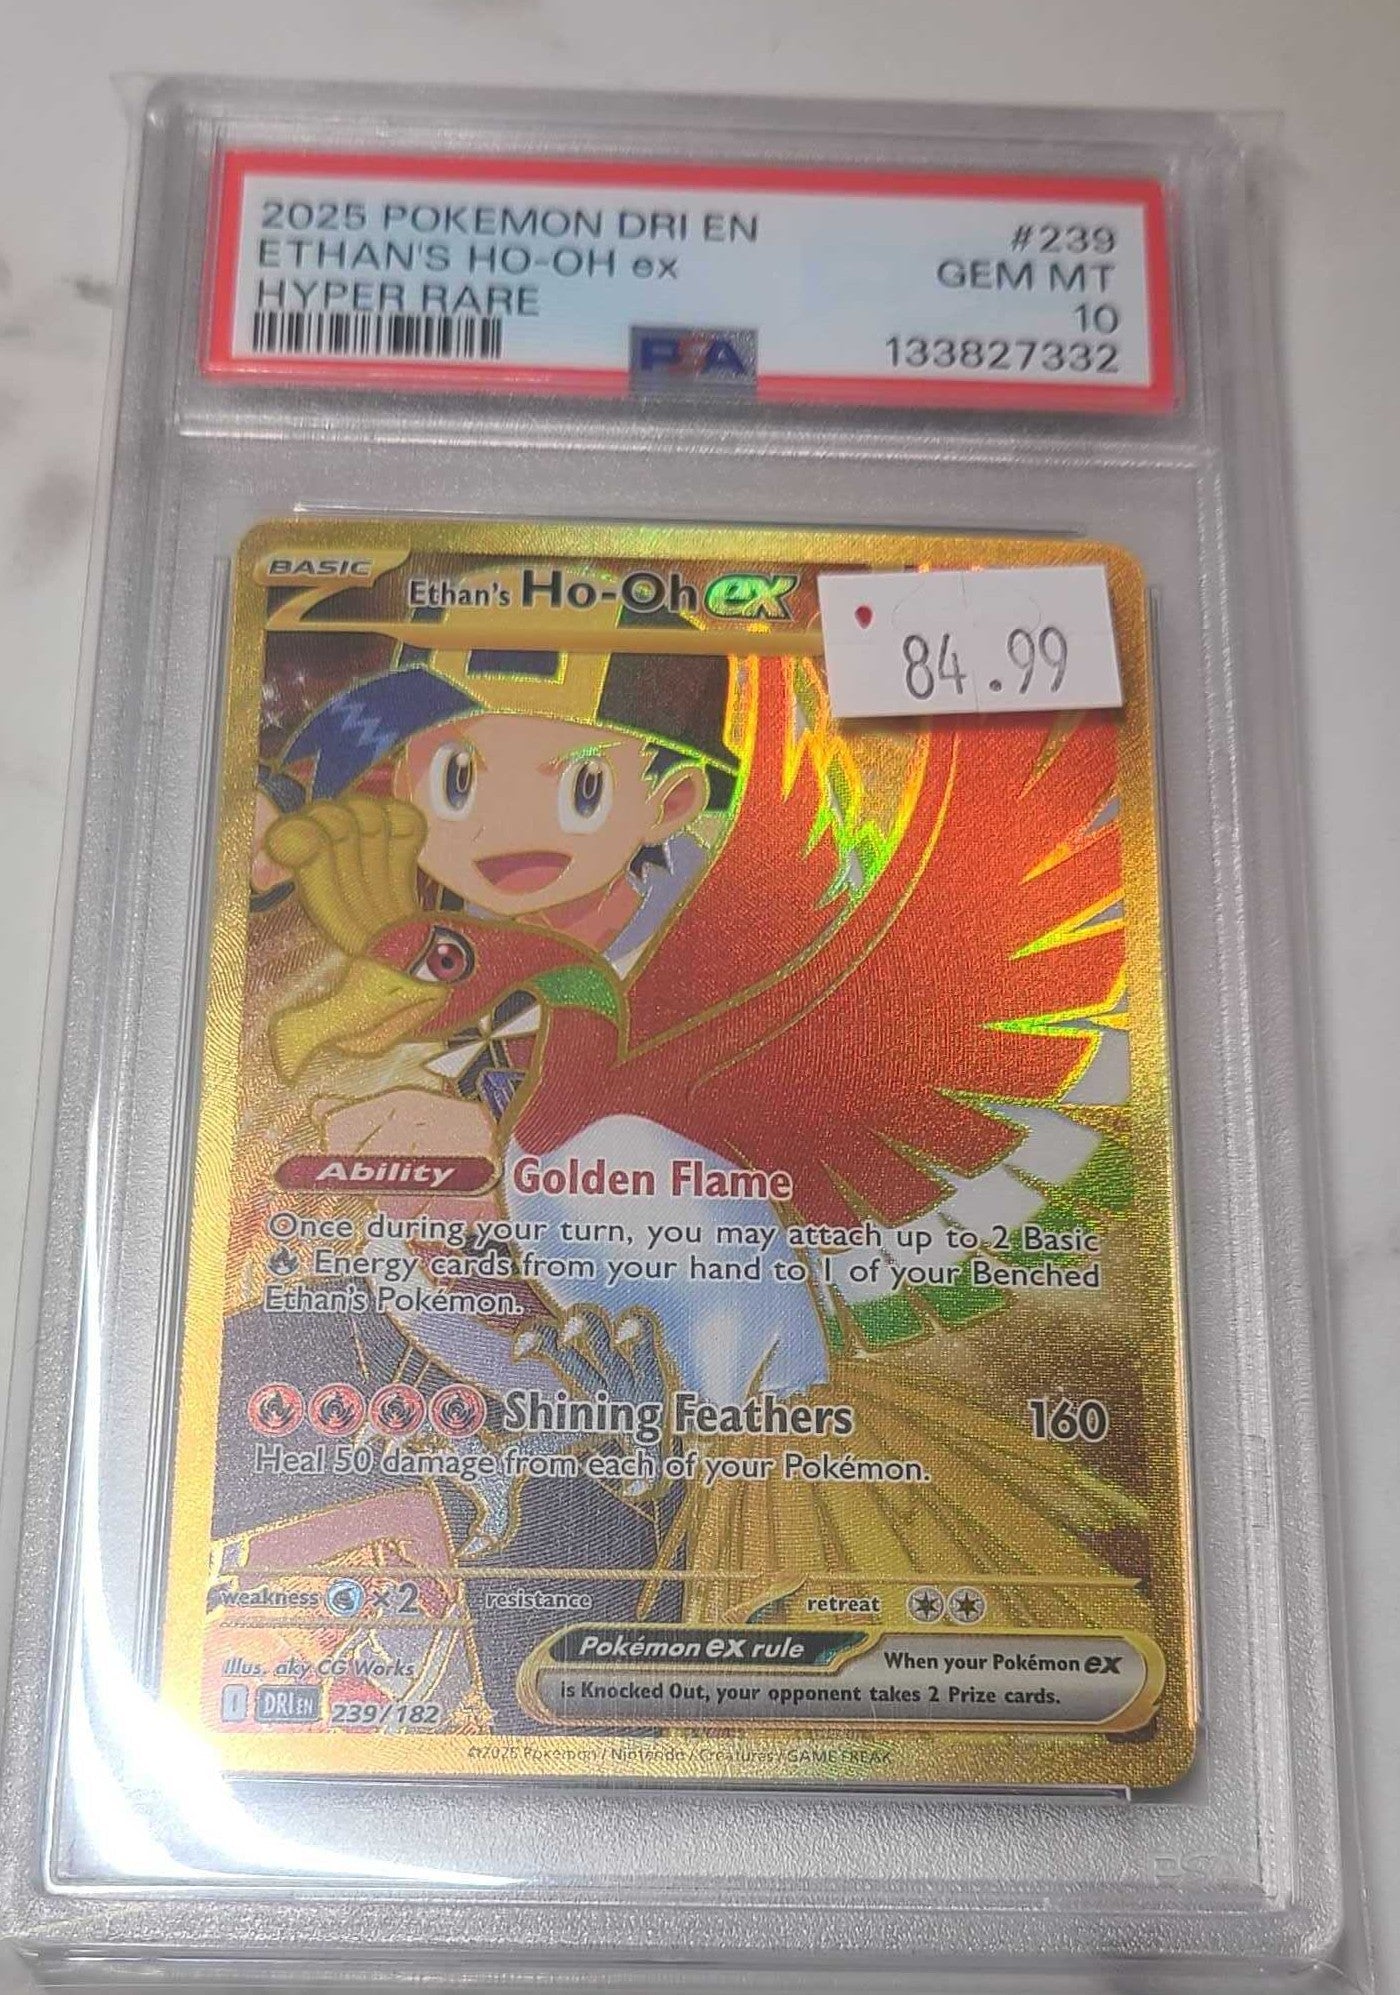 2025 POKEMON DRI EN #239
ETHAN'S HO-OH ex GEM MT
HYPER RARE 10
PSA 133827332
BASIC Ethan's Ho-Oh ex
84.99
Ability Golden Flame
Once during your turn, you may attach up to 2 Basic
Energy cards from your hand to 1 of your Benched
Ethan's Pokémon.
Shining Feathers 160
Heal 50 damage from each of your Pokémon.
weakness ×2 resistance retreat
Pokémon ex rule When your Pokémon ex
is Knocked Out, your opponent takes 2 Prize cards.
Illus. aky CG Works
I DRI EN 239/182
©2025 Pokémon / Nintendo / Creatures / GAME FREAK